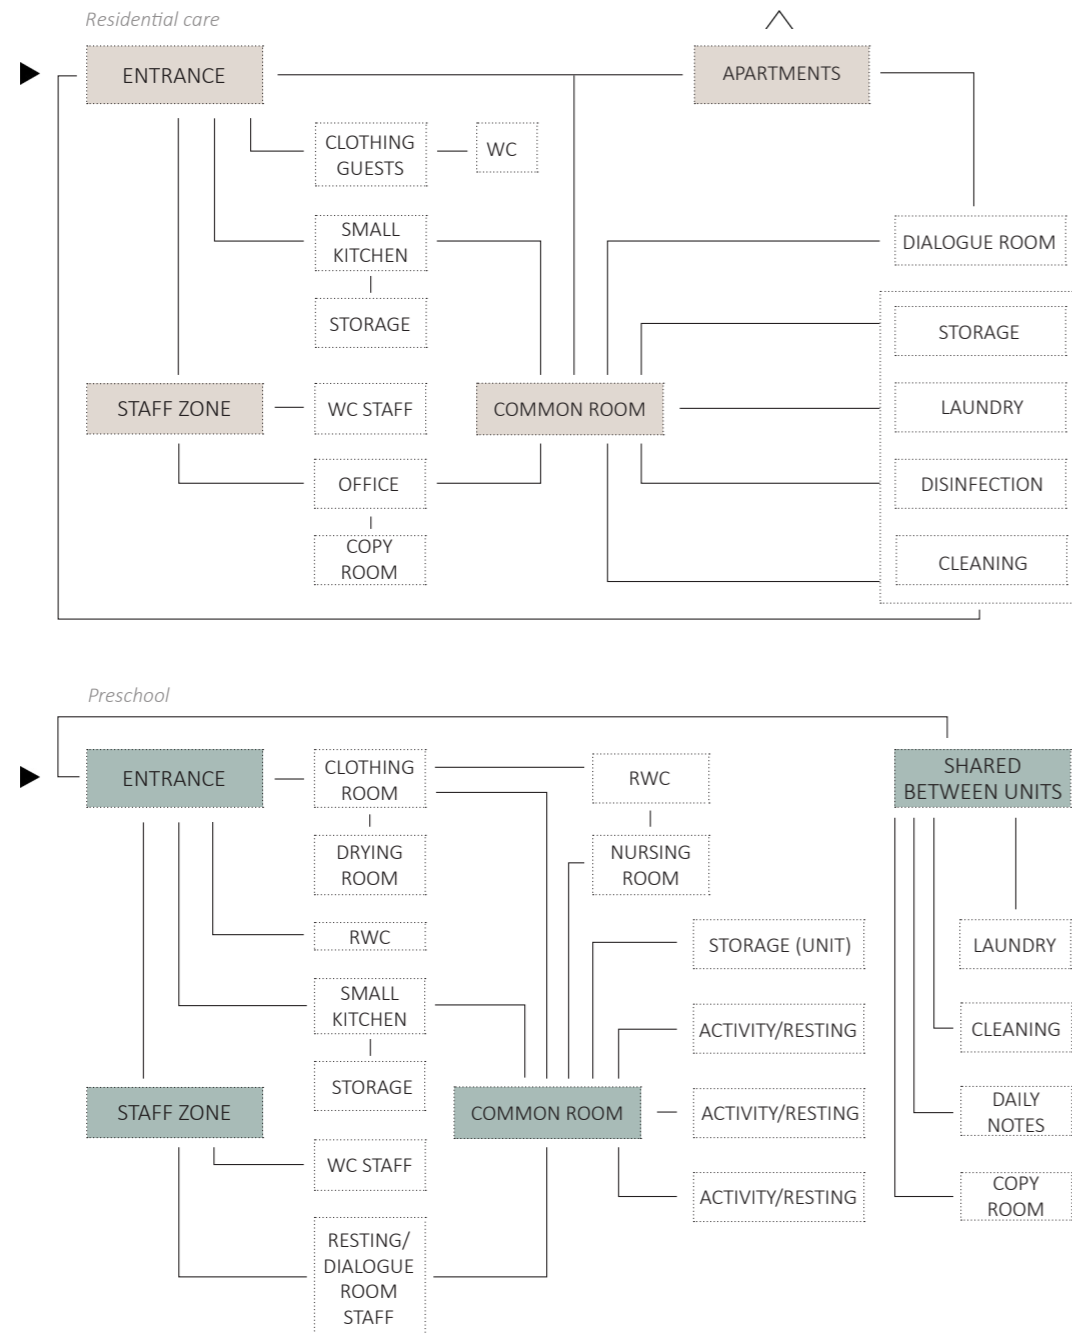 Residential care
ENTRANCE
APARTMENTS
CLOTHING
GUESTS
WC
SMALL
KITCHEN
DIALOGUE ROOM
STORAGE
STORAGE
STAFF ZONE
WC STAFF
COMMON ROOM
LAUNDRY
OFFICE
DISINFECTION
COPY
ROOM
CLEANING
Preschool
ENTRANCE
CLOTHING
ROOM
RWC
SHARED
BETWEEN UNITS
DRYING
ROOM
NURSING
ROOM
RWC
STORAGE (UNIT)
LAUNDRY
SMALL
KITCHEN
ACTIVITY/RESTING
CLEANING
STORAGE
STAFF ZONE
COMMON ROOM
ACTIVITY/RESTING
DAILY
NOTES
WC STAFF
ACTIVITY/RESTING
COPY
ROOM
RESTING/
DIALOGUE
ROOM
STAFF